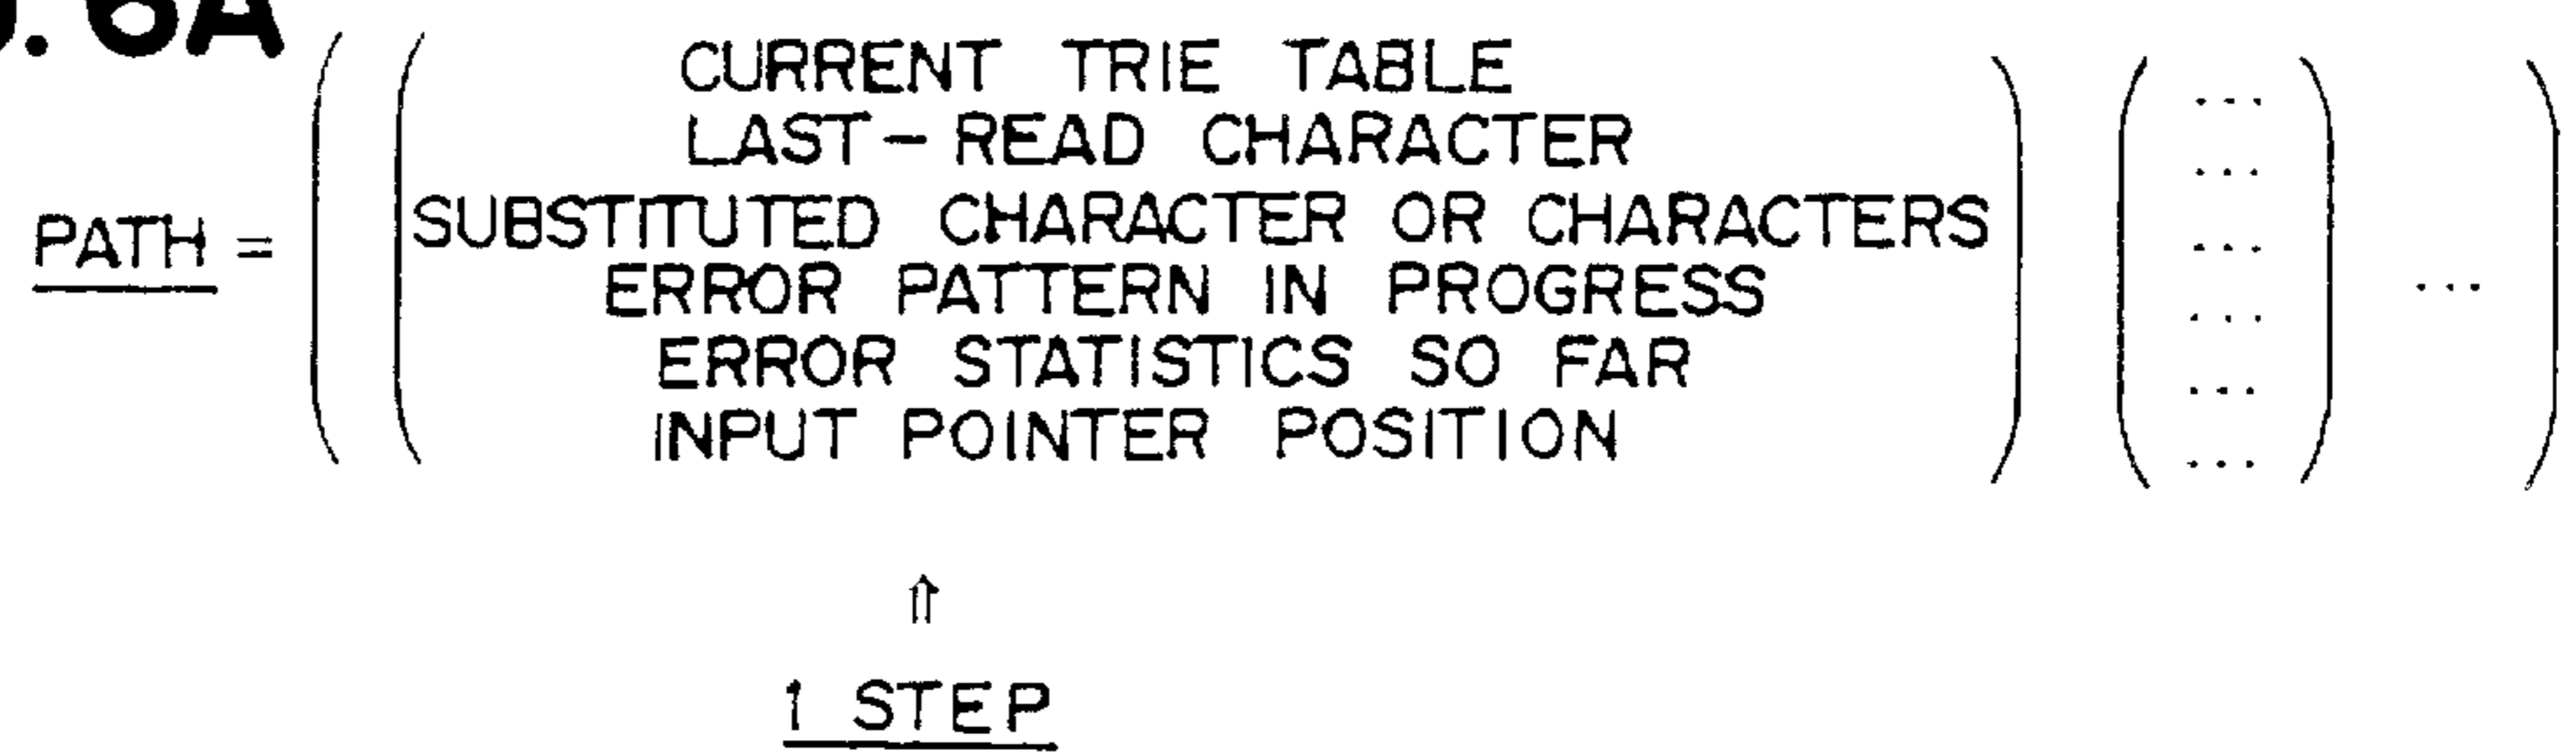 . 6A
CURRENT TRIE TABLE
LAST-READ CHARACTER
SUBSTITUTED CHARACTER OR CHARACTERS
ERROR PATTERN IN PROGRESS
ERROR STATISTICS SO FAR
INPUT POINTER POSITION
PATH =
... 
...
...
...
...
...
...
⇑
1 STEP